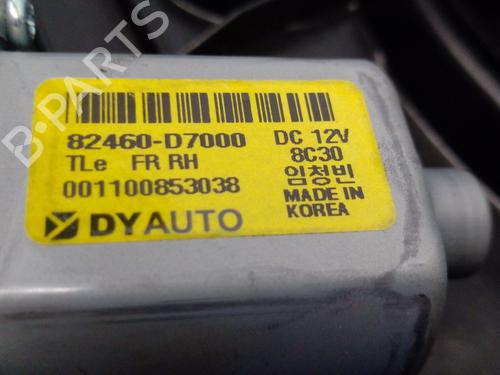 82460-D7000 DC 12V
TLe FR RH 8C30
001100853038 임청빈
MADE IN
DYAUTO KOREA
B-PARTS